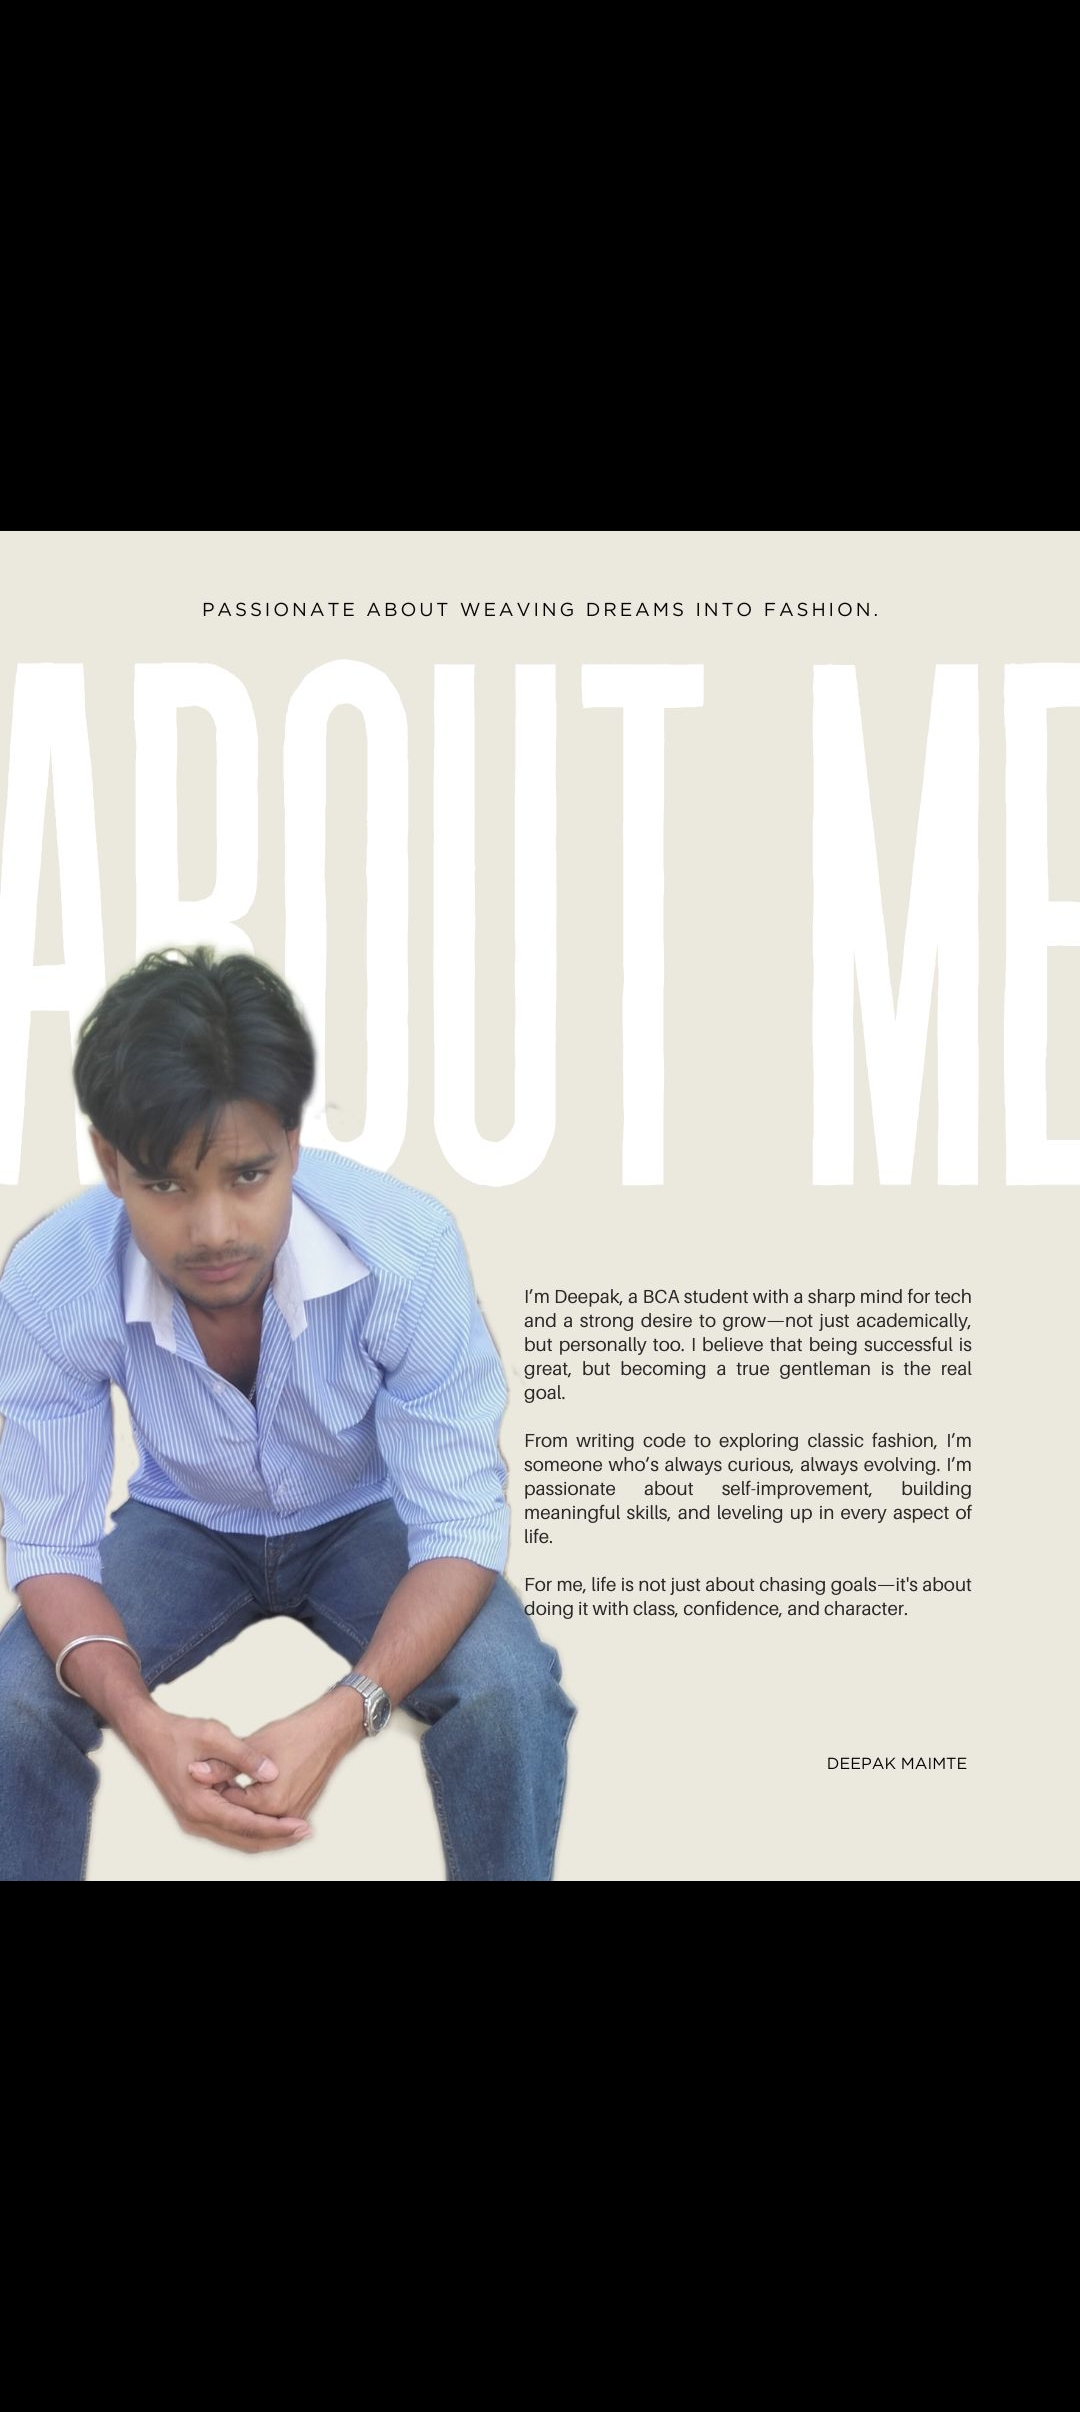 PASSIONATE ABOUT WEAVING DREAMS INTO FASHION.
ABOUT ME
I’m Deepak, a BCA student with a sharp mind for tech
and a strong desire to grow—not just academically,
but personally too. I believe that being successful is
great, but becoming a true gentleman is the real
goal.
From writing code to exploring classic fashion, I’m
someone who’s always curious, always evolving. I’m
passionate about self-improvement, building
meaningful skills, and leveling up in every aspect of
life.
For me, life is not just about chasing goals—it's about
doing it with class, confidence, and character.
DEEPAK MAIMTE